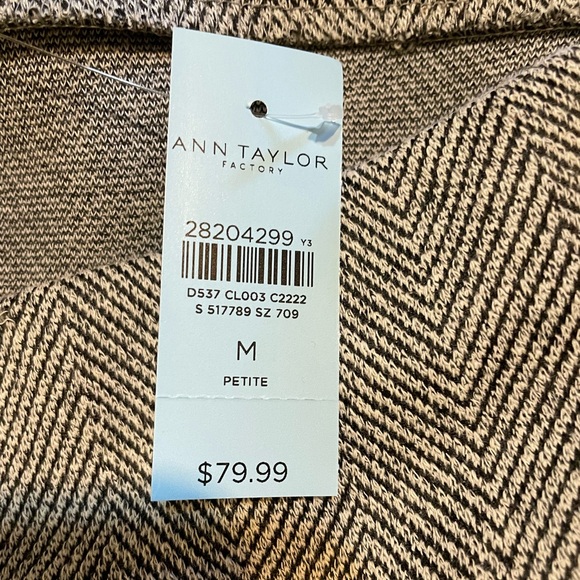 ANN TAYLOR
FACTORY
28204299 Y3
D537 CL003 C2222
S 517789 SZ 709
M
PETITE
$79.99